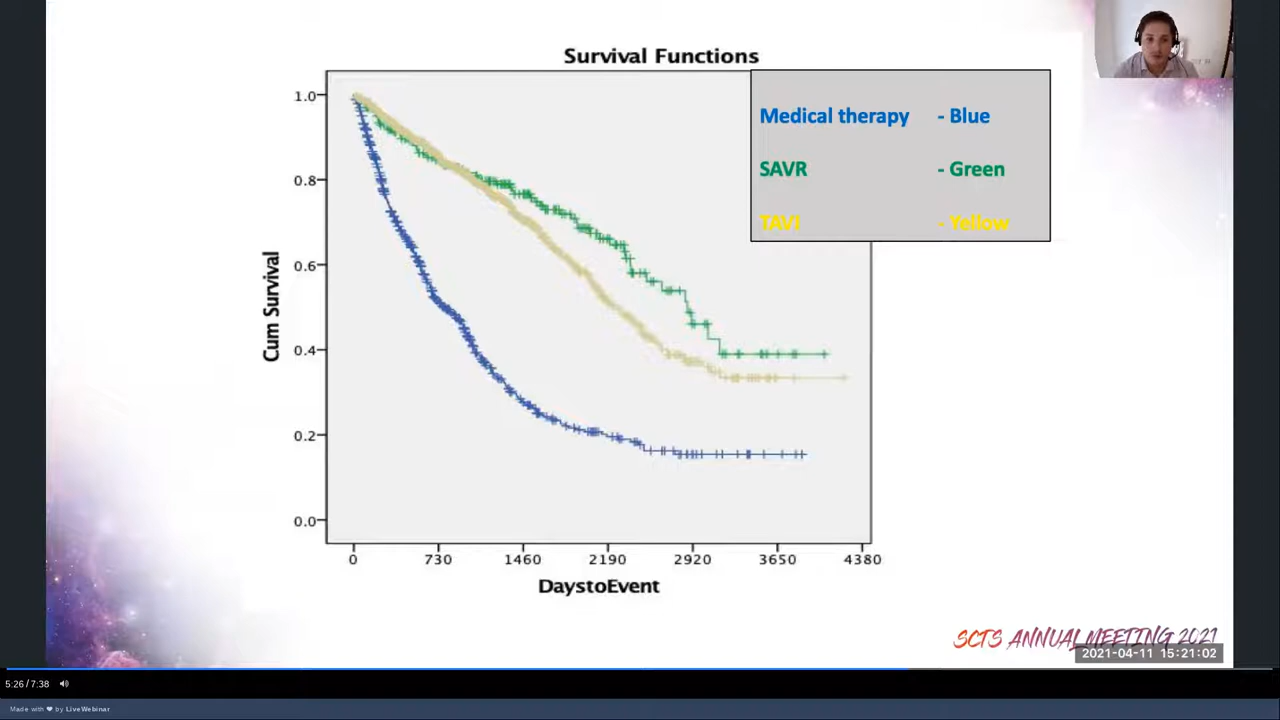 Survival Functions
1.0
0.8
0.6
0.4
0.2
0.0
Cum Survival
Medical therapy - Blue
SAVR - Green
TAVI - Yellow
0 730 1460 2190 2920 3650 4380
DaystoEvent
SCTS ANNUAL MEETING 2021
2021-04-11 15:21:02
5:26 / 7:38
Made with ❤ by LiveWebinar